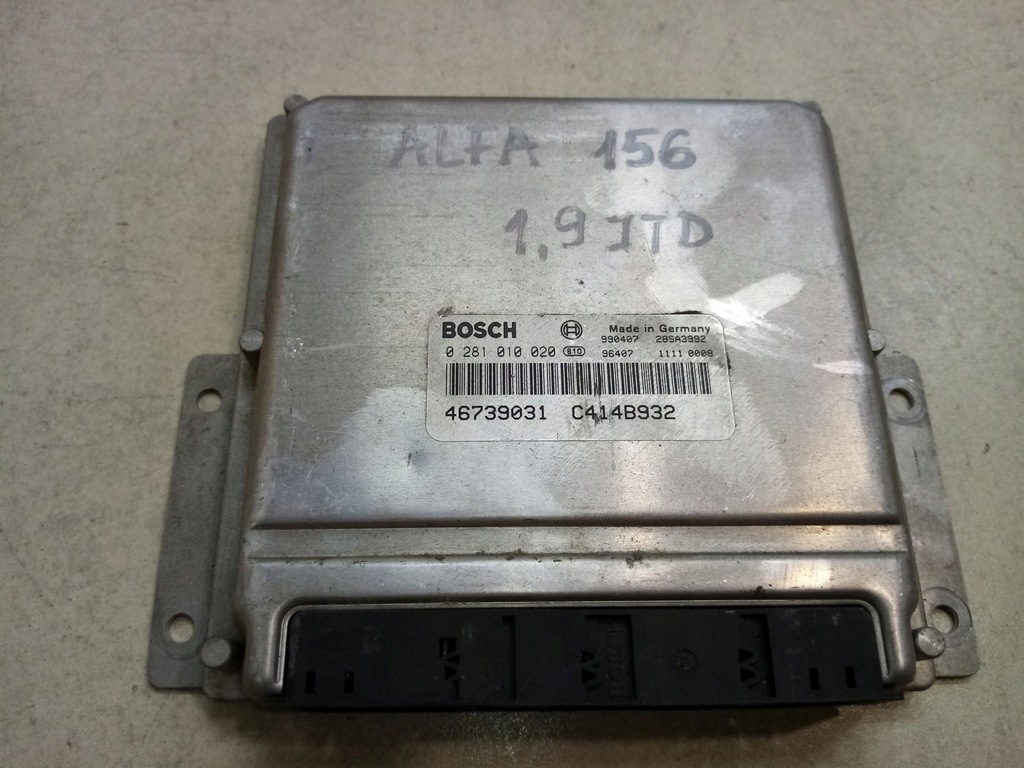 ALFA 156
1,9 JTD
BOSCH Made in Germany
990407 28SA3992
0 281 010 020 810
96407 1111 0008
46739031 C414B932